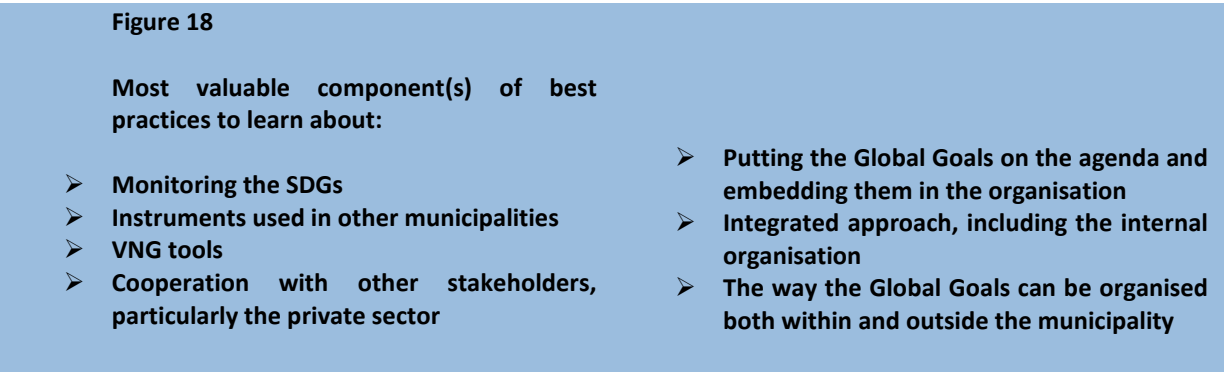 Figure 18
Most valuable component(s) of best
practices to learn about:
➢ Monitoring the SDGs
➢ Instruments used in other municipalities
➢ VNG tools
➢ Cooperation with other stakeholders,
particularly the private sector
➢ Putting the Global Goals on the agenda and
embedding them in the organisation
➢ Integrated approach, including the internal
organisation
➢ The way the Global Goals can be organised
both within and outside the municipality